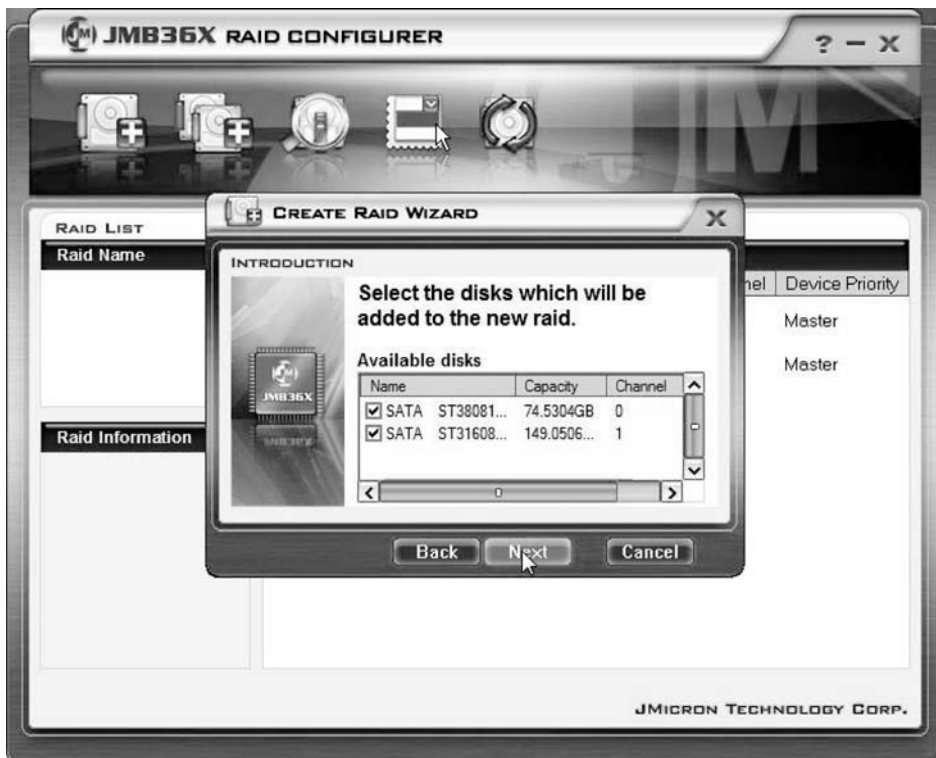 JMB36X RAID CONFIGURER
? – X
JM
RAID LIST
Raid Name
nel Device Priority
Master
Master
Raid Information
CREATE RAID WIZARD
X
INTRODUCTION
JMB36X
Select the disks which will be
added to the new raid.
Available disks
Name Capacity Channel
SATA ST38081... 74.5304GB 0
SATA ST31608... 149.0506... 1
Back Next Cancel
JMICRON TECHNOLOGY CORP.